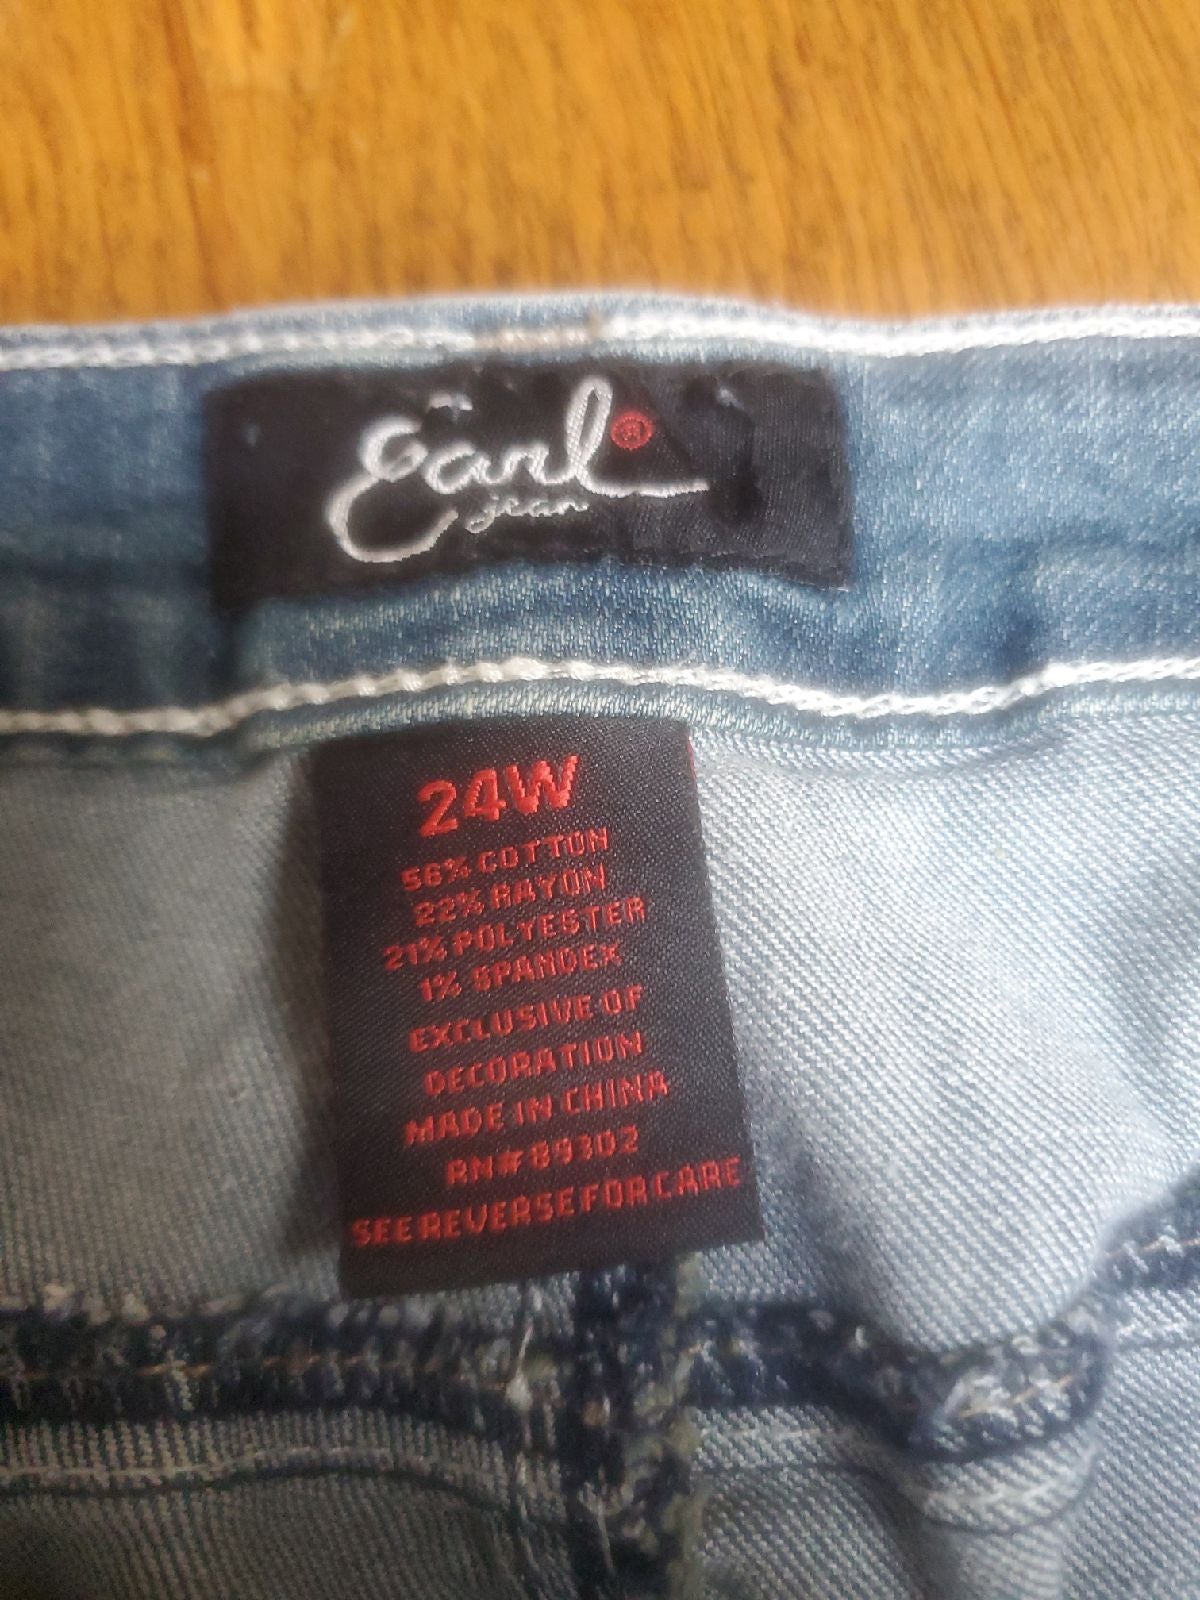 Earl®
jean
24W
56% COTTON
22% RAYON
21% POLYESTER
1% SPANDEX
EXCLUSIVE OF
DECORATION
MADE IN CHINA
RN# 89302
SEE REVERSE FOR CARE